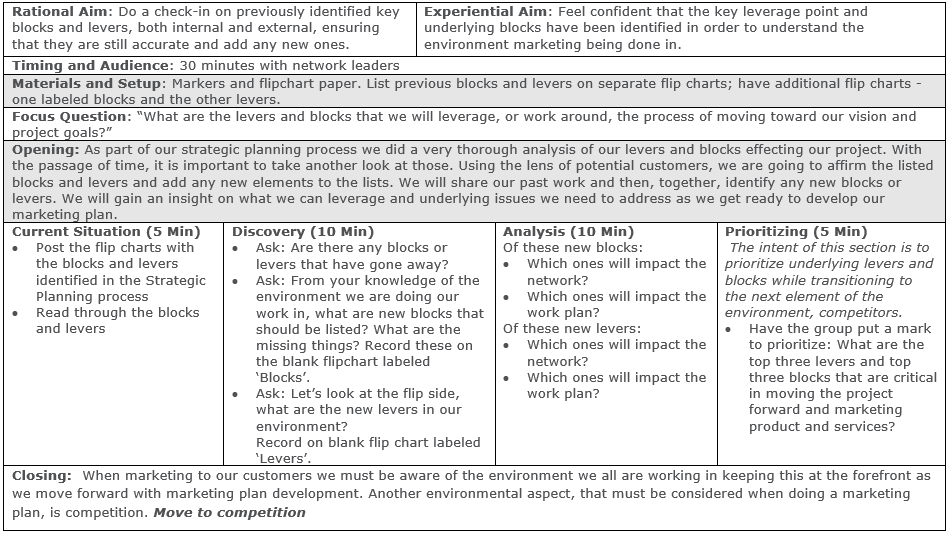 Rational Aim: Do a check-in on previously identified key
blocks and levers, both internal and external, ensuring
that they are still accurate and add any new ones.
Experiential Aim: Feel confident that the key leverage point and
underlying blocks have been identified in order to understand the
environment marketing being done in.
Timing and Audience: 30 minutes with network leaders
Materials and Setup: Markers and flipchart paper. List previous blocks and levers on separate flip charts; have additional flip charts -
one labeled blocks and the other levers.
Focus Question: “What are the levers and blocks that we will leverage, or work around, the process of moving toward our vision and
project goals?”
Opening: As part of our strategic planning process we did a very thorough analysis of our levers and blocks effecting our project. With
the passage of time, it is important to take another look at those. Using the lens of potential customers, we are going to affirm the listed
blocks and levers and add any new elements to the lists. We will share our past work and then, together, identify any new blocks or
levers. We will gain an insight on what we can leverage and underlying issues we need to address as we get ready to develop our
marketing plan.
Current Situation (5 Min)
• Post the flip charts with
the blocks and levers
identified in the Strategic
Planning process
• Read through the blocks
and levers
Discovery (10 Min)
• Ask: Are there any blocks or
levers that have gone away?
• Ask: From your knowledge of the
environment we are doing our
work in, what are new blocks that
should be listed? What are the
missing things? Record these on
the blank flipchart labeled
‘Blocks’.
• Ask: Let’s look at the flip side,
what are the new levers in our
environment?
Record on blank flip chart labeled
‘Levers’.
Analysis (10 Min)
Of these new blocks:
• Which ones will impact the
network?
• Which ones will impact the
work plan?
Of these new levers:
• Which ones will impact the
network?
• Which ones will impact the
work plan?
Prioritizing (5 Min)
The intent of this section is to
prioritize underlying levers and
blocks while transitioning to
the next element of the
environment, competitors.
• Have the group put a mark
to prioritize: What are the
top three levers and top
three blocks that are critical
in moving the project
forward and marketing
product and services?
Closing: When marketing to our customers we must be aware of the environment we all are working in keeping this at the forefront as
we move forward with marketing plan development. Another environmental aspect, that must be considered when doing a marketing
plan, is competition. Move to competition